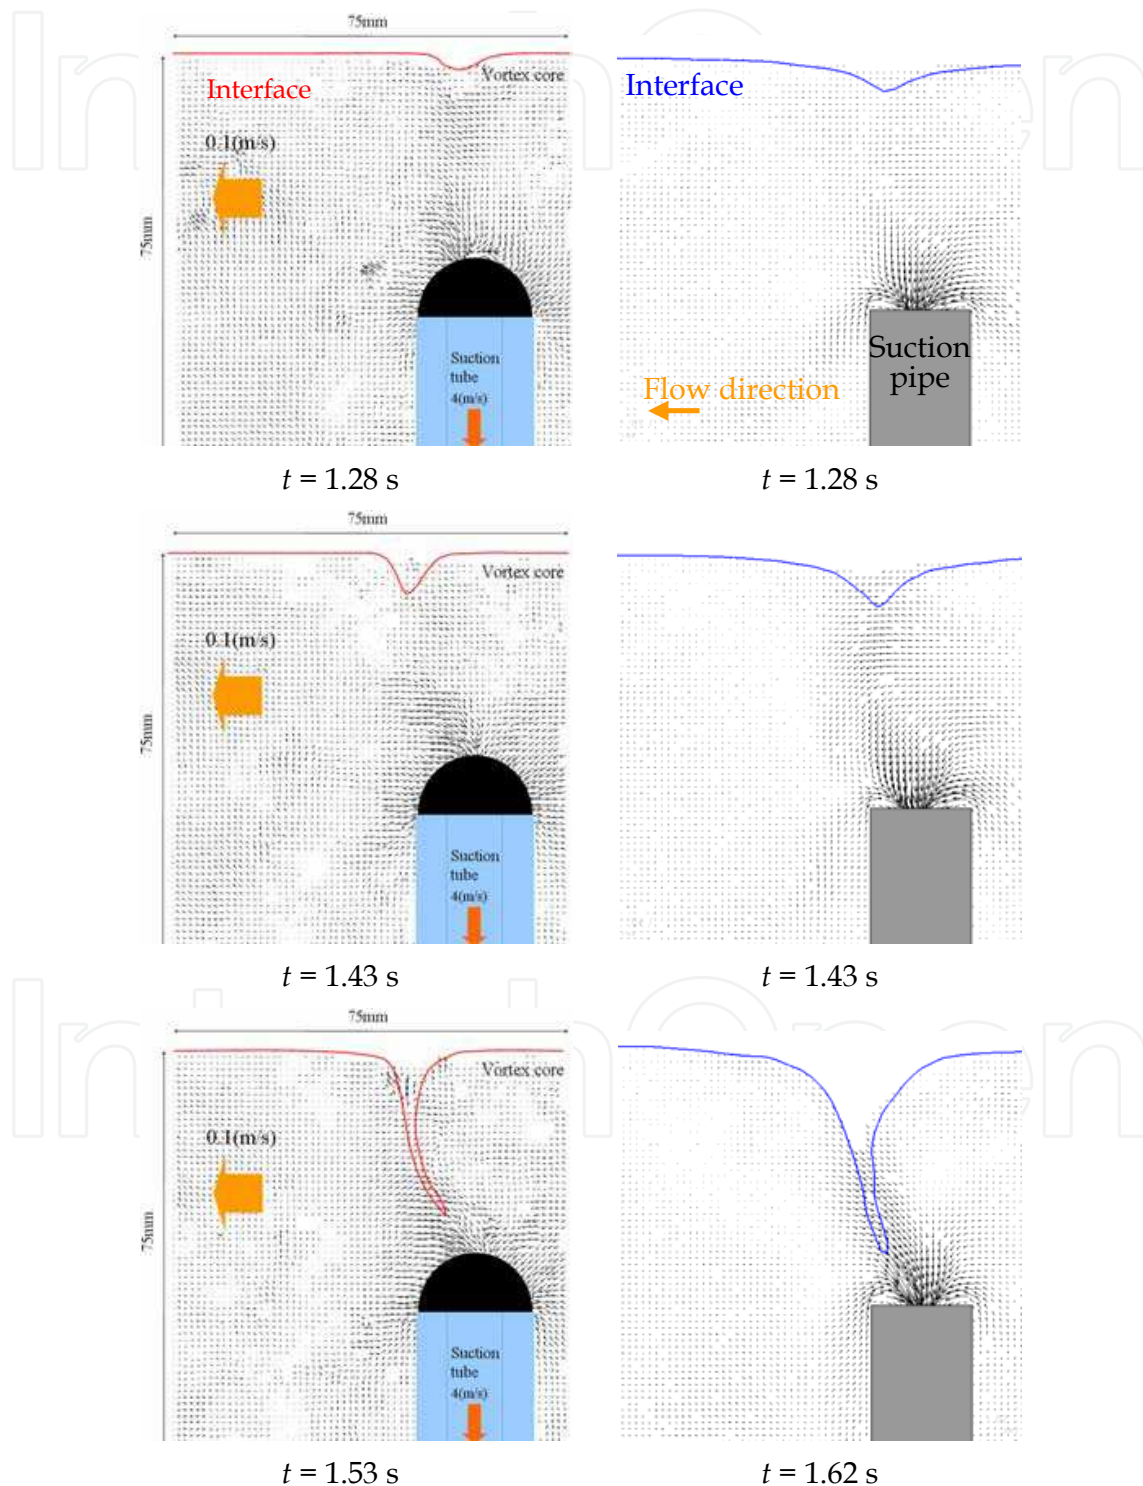 75mm
Vortex core
Interface
0.1(m/s)
75mm
Suction
tube
4(m/s)
Interface
Suction
pipe
Flow direction
t = 1.28 s
t = 1.28 s
75mm
Vortex core
0.1(m/s)
75mm
Suction
tube
4(m/s)
t = 1.43 s
t = 1.43 s
75mm
Vortex core
0.1(m/s)
75mm
Suction
tube
4(m/s)
t = 1.53 s
t = 1.62 s